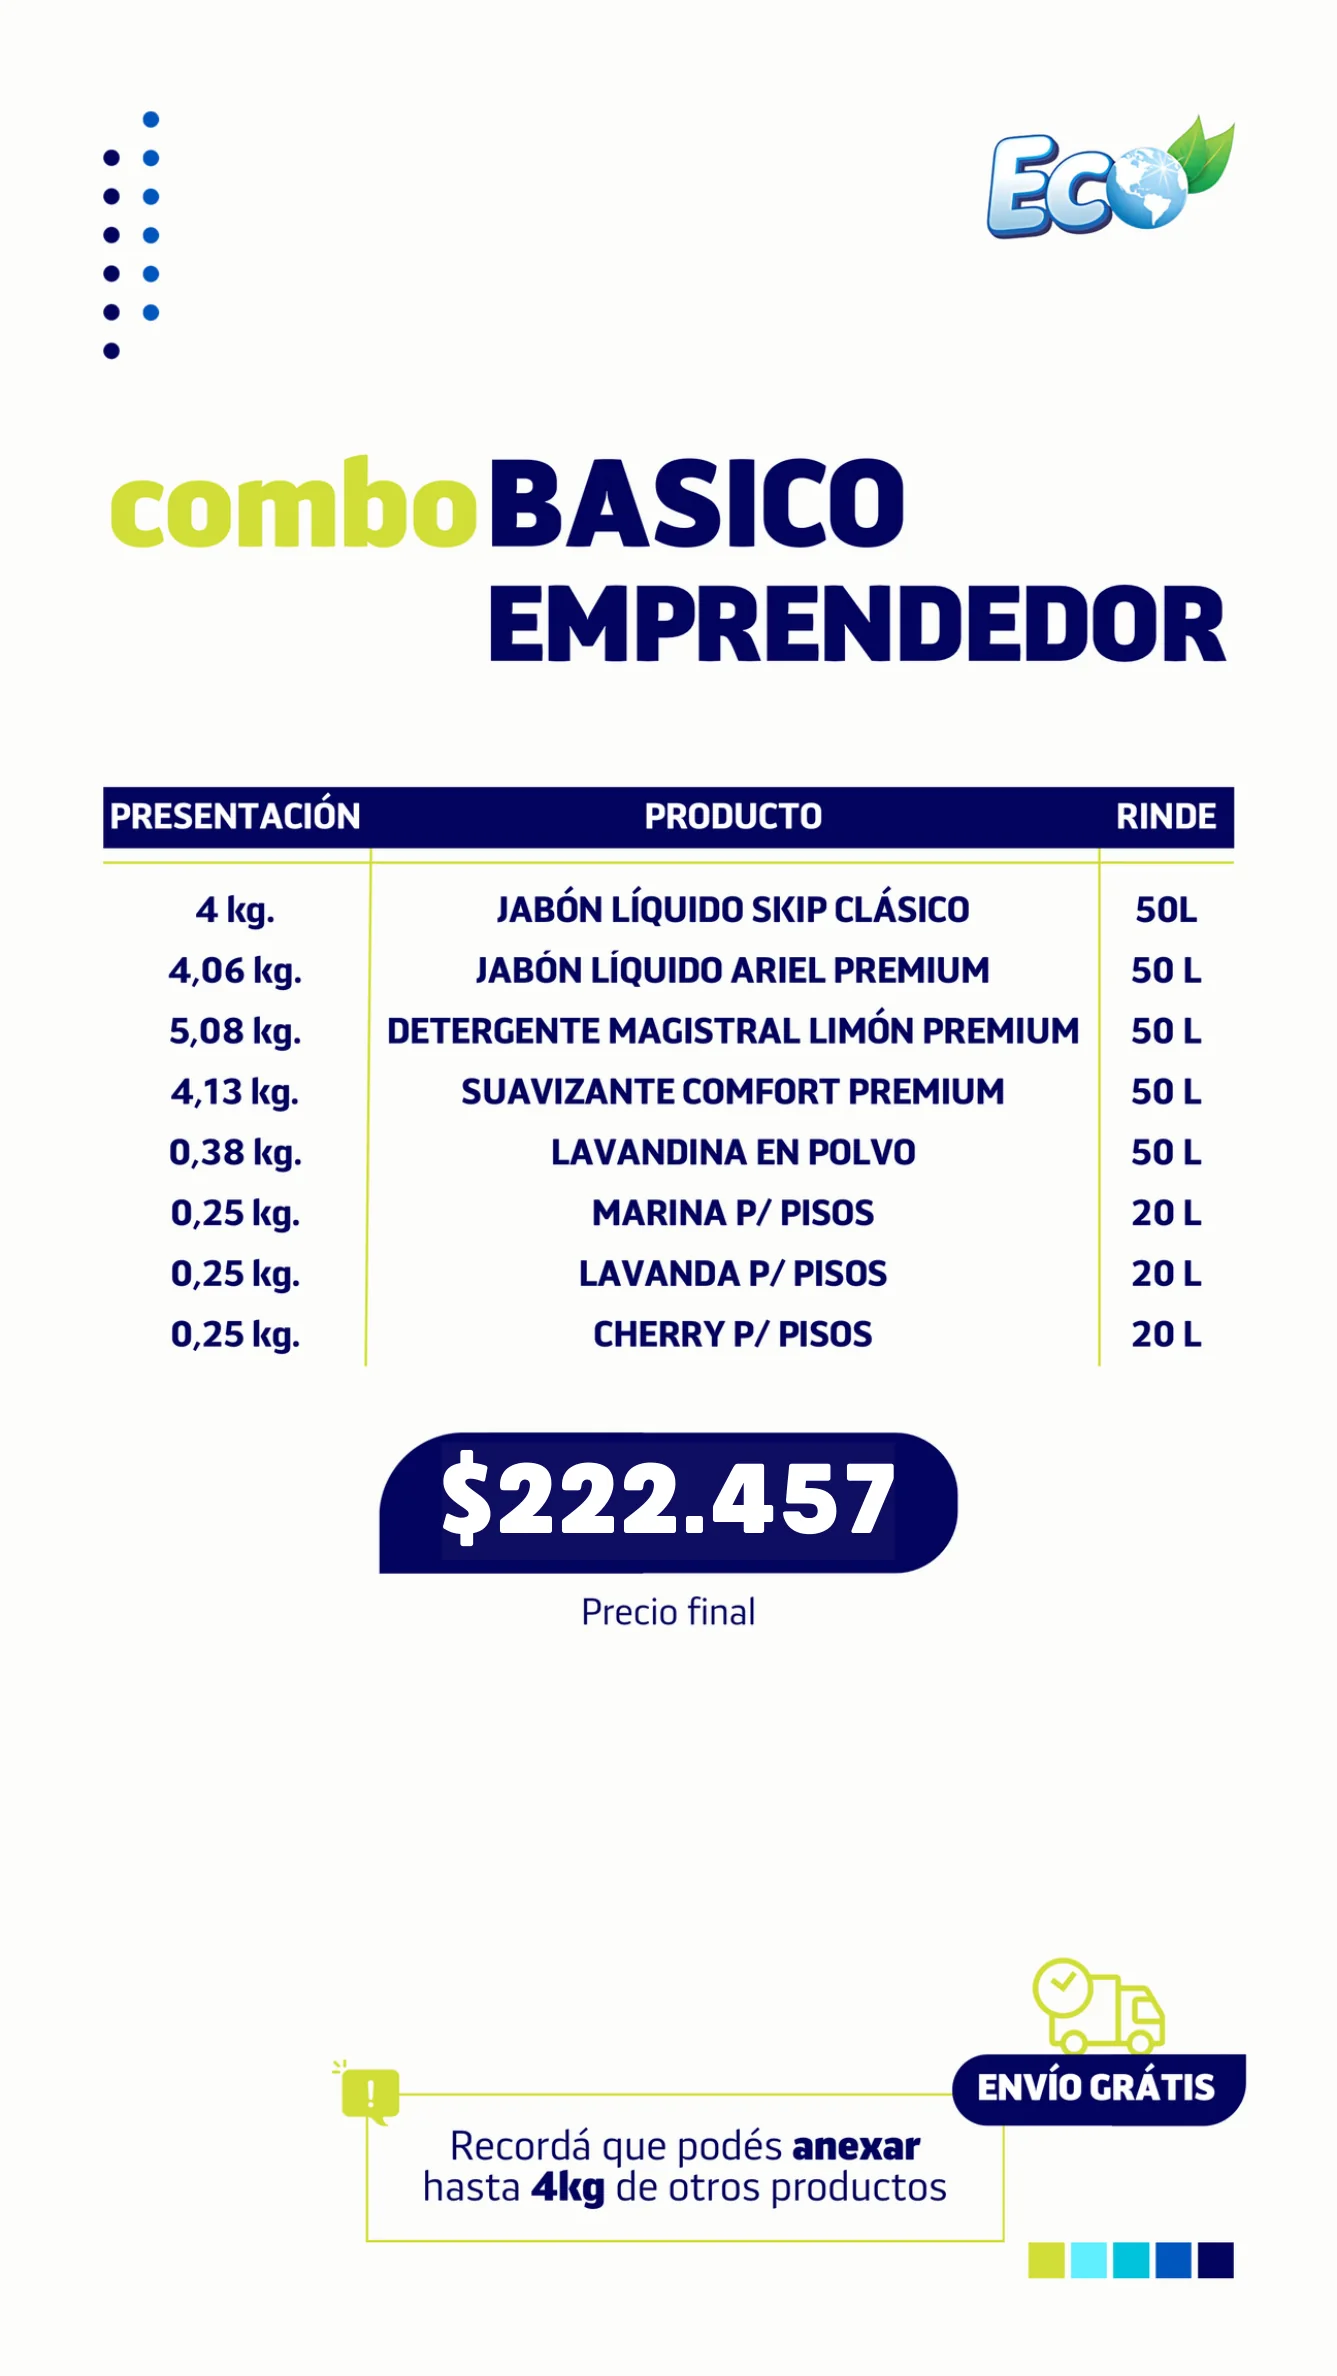 Eco
combo BASICO
EMPRENDEDOR
PRESENTACIÓN PRODUCTO RINDE
4 kg. JABÓN LÍQUIDO SKIP CLÁSICO 50L
4,06 kg. JABÓN LÍQUIDO ARIEL PREMIUM 50 L
5,08 kg. DETERGENTE MAGISTRAL LIMÓN PREMIUM 50 L
4,13 kg. SUAVIZANTE COMFORT PREMIUM 50 L
0,38 kg. LAVANDINA EN POLVO 50 L
0,25 kg. MARINA P/ PISOS 20 L
0,25 kg. LAVANDA P/ PISOS 20 L
0,25 kg. CHERRY P/ PISOS 20 L
$222.457
Precio final
ENVÍO GRÁTIS
!
Recordá que podés anexar
hasta 4kg de otros productos